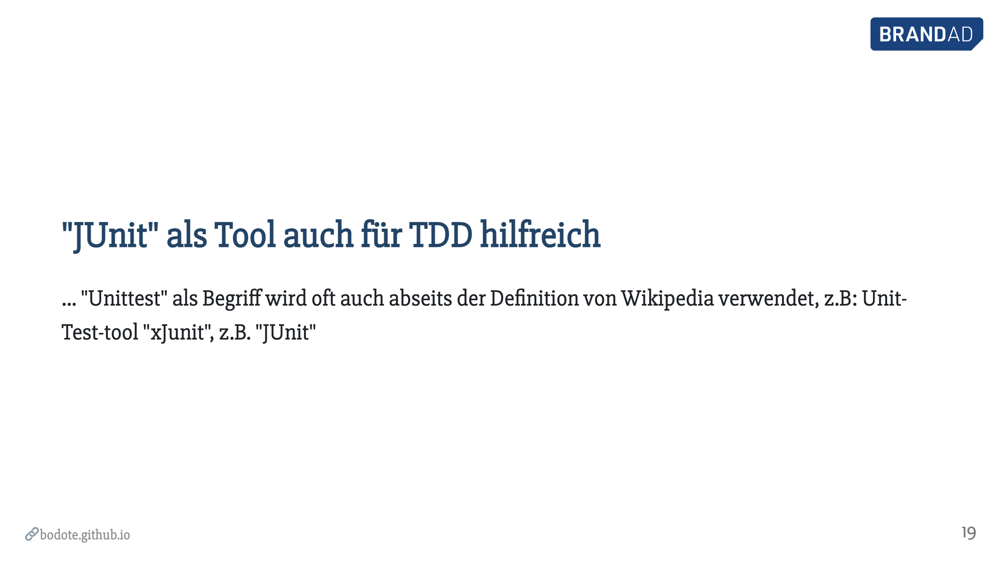 BRANDAD
"JUnit" als Tool auch für TDD hilfreich
... "Unittest" als Begriff wird oft auch abseits der Definition von Wikipedia verwendet, z.B: Unit-
Test-tool "xJunit", z.B. "JUnit"
🔗bodote.github.io
19